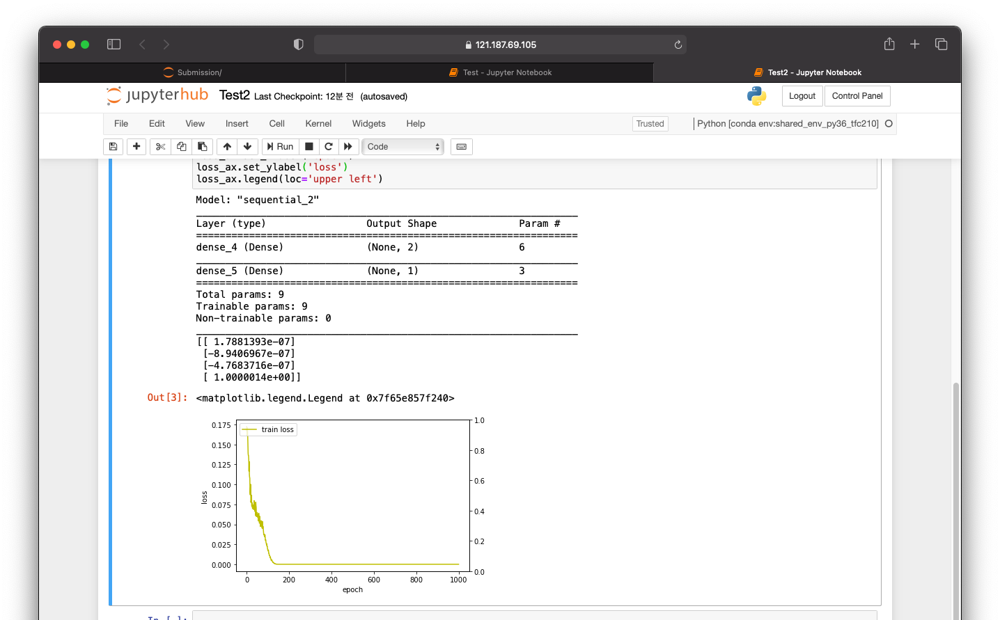 121.187.69.105
Submission/
Test - Jupyter Notebook
Test2 - Jupyter Notebook
jupyterhub Test2 Last Checkpoint: 12분 전 (autosaved)
Logout
Control Panel
File Edit View Insert Cell Kernel Widgets Help
Trusted
Python [conda env:shared_env_py36_tfc210]
Run
Code
loss_ax.set_ylabel('loss')
loss_ax.legend(loc='upper left')
Model: "sequential_2"
Layer (type) Output Shape Param #
=================================================================
dense_4 (Dense) (None, 2) 6
dense_5 (Dense) (None, 1) 3
=================================================================
Total params: 9
Trainable params: 9
Non-trainable params: 0
[[ 1.7881393e-07]
[-8.9406967e-07]
[-4.7683716e-07]
[ 1.0000014e+00]]
Out[3]: <matplotlib.legend.Legend at 0x7f65e857f240>
train loss
0.175
0.150
0.125
0.100
0.075
0.050
0.025
0.000
loss
1.0
0.8
0.6
0.4
0.2
0.0
0 200 400 600 800 1000
epoch
In [ ]: